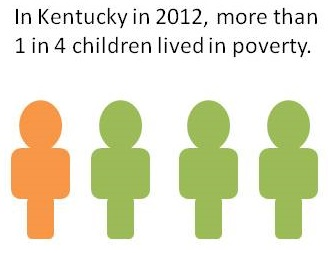 In Kentucky in 2012, more than
1 in 4 children lived in poverty.